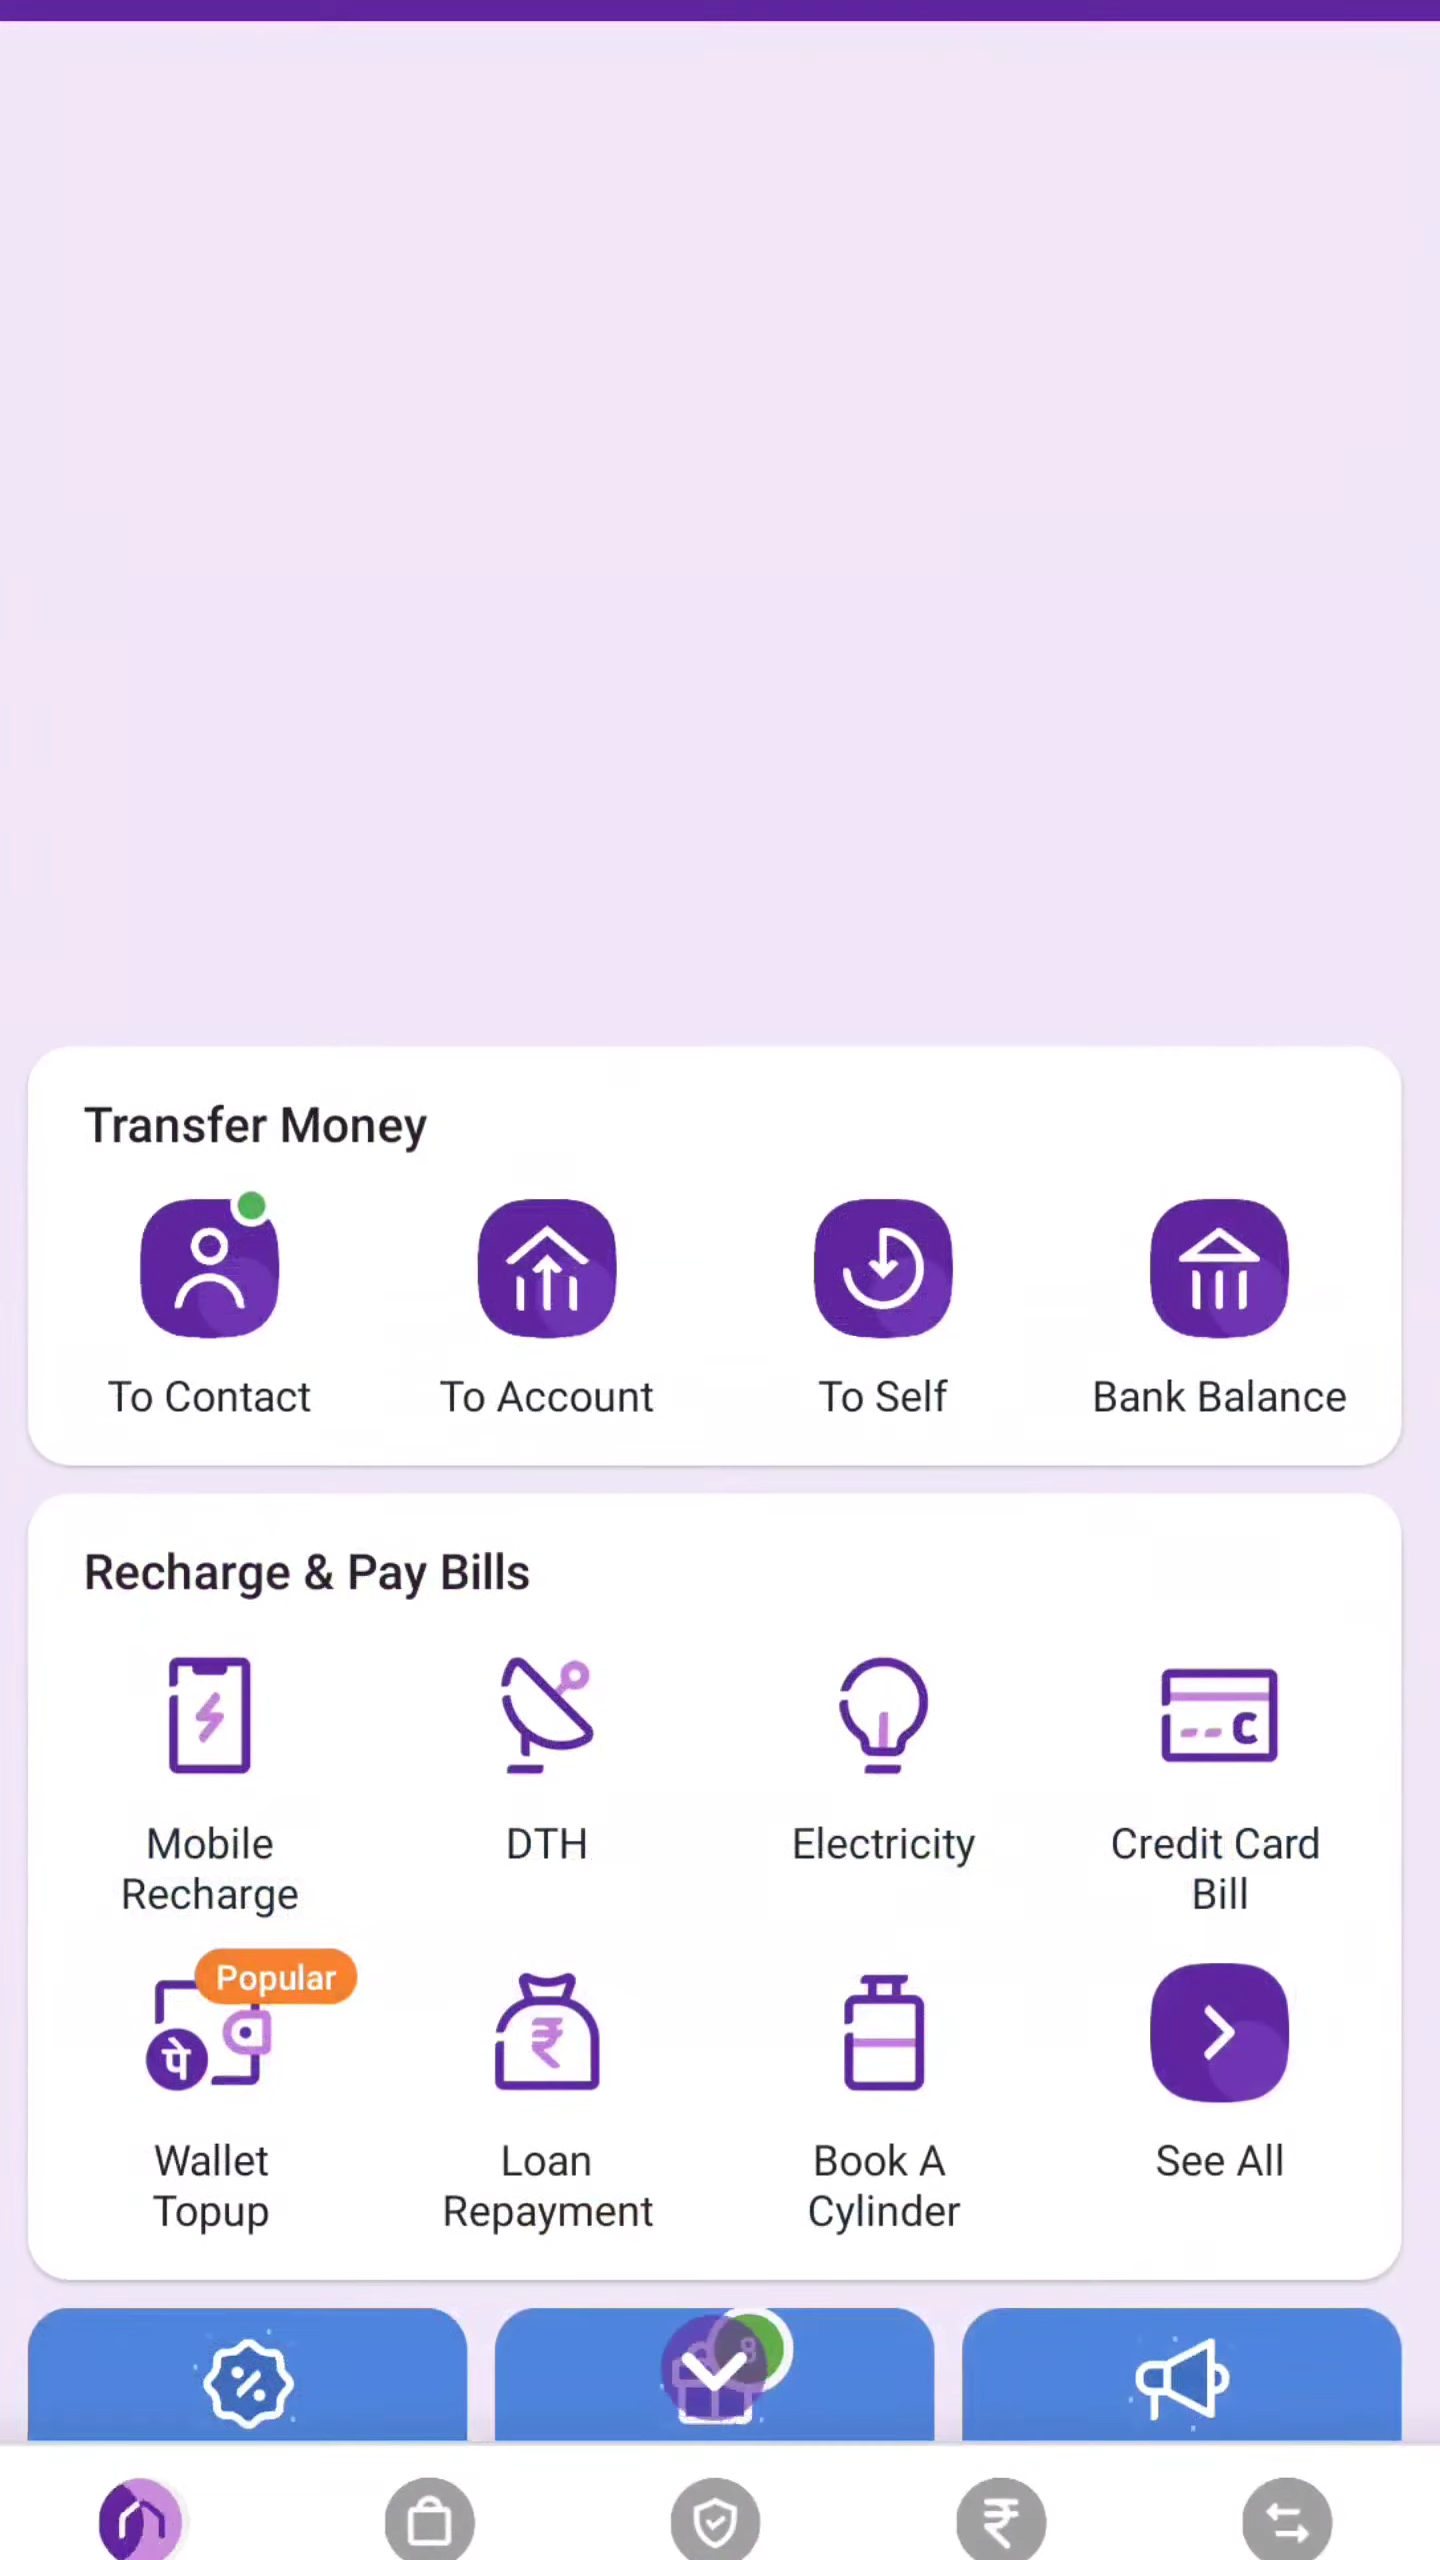 Transfer Money
To Contact
To Account
To Self
Bank Balance
Recharge & Pay Bills
Mobile
Recharge
DTH
Electricity
Credit Card
Bill
Popular
पे
Wallet
Topup
₹
Loan
Repayment
Book A
Cylinder
See All